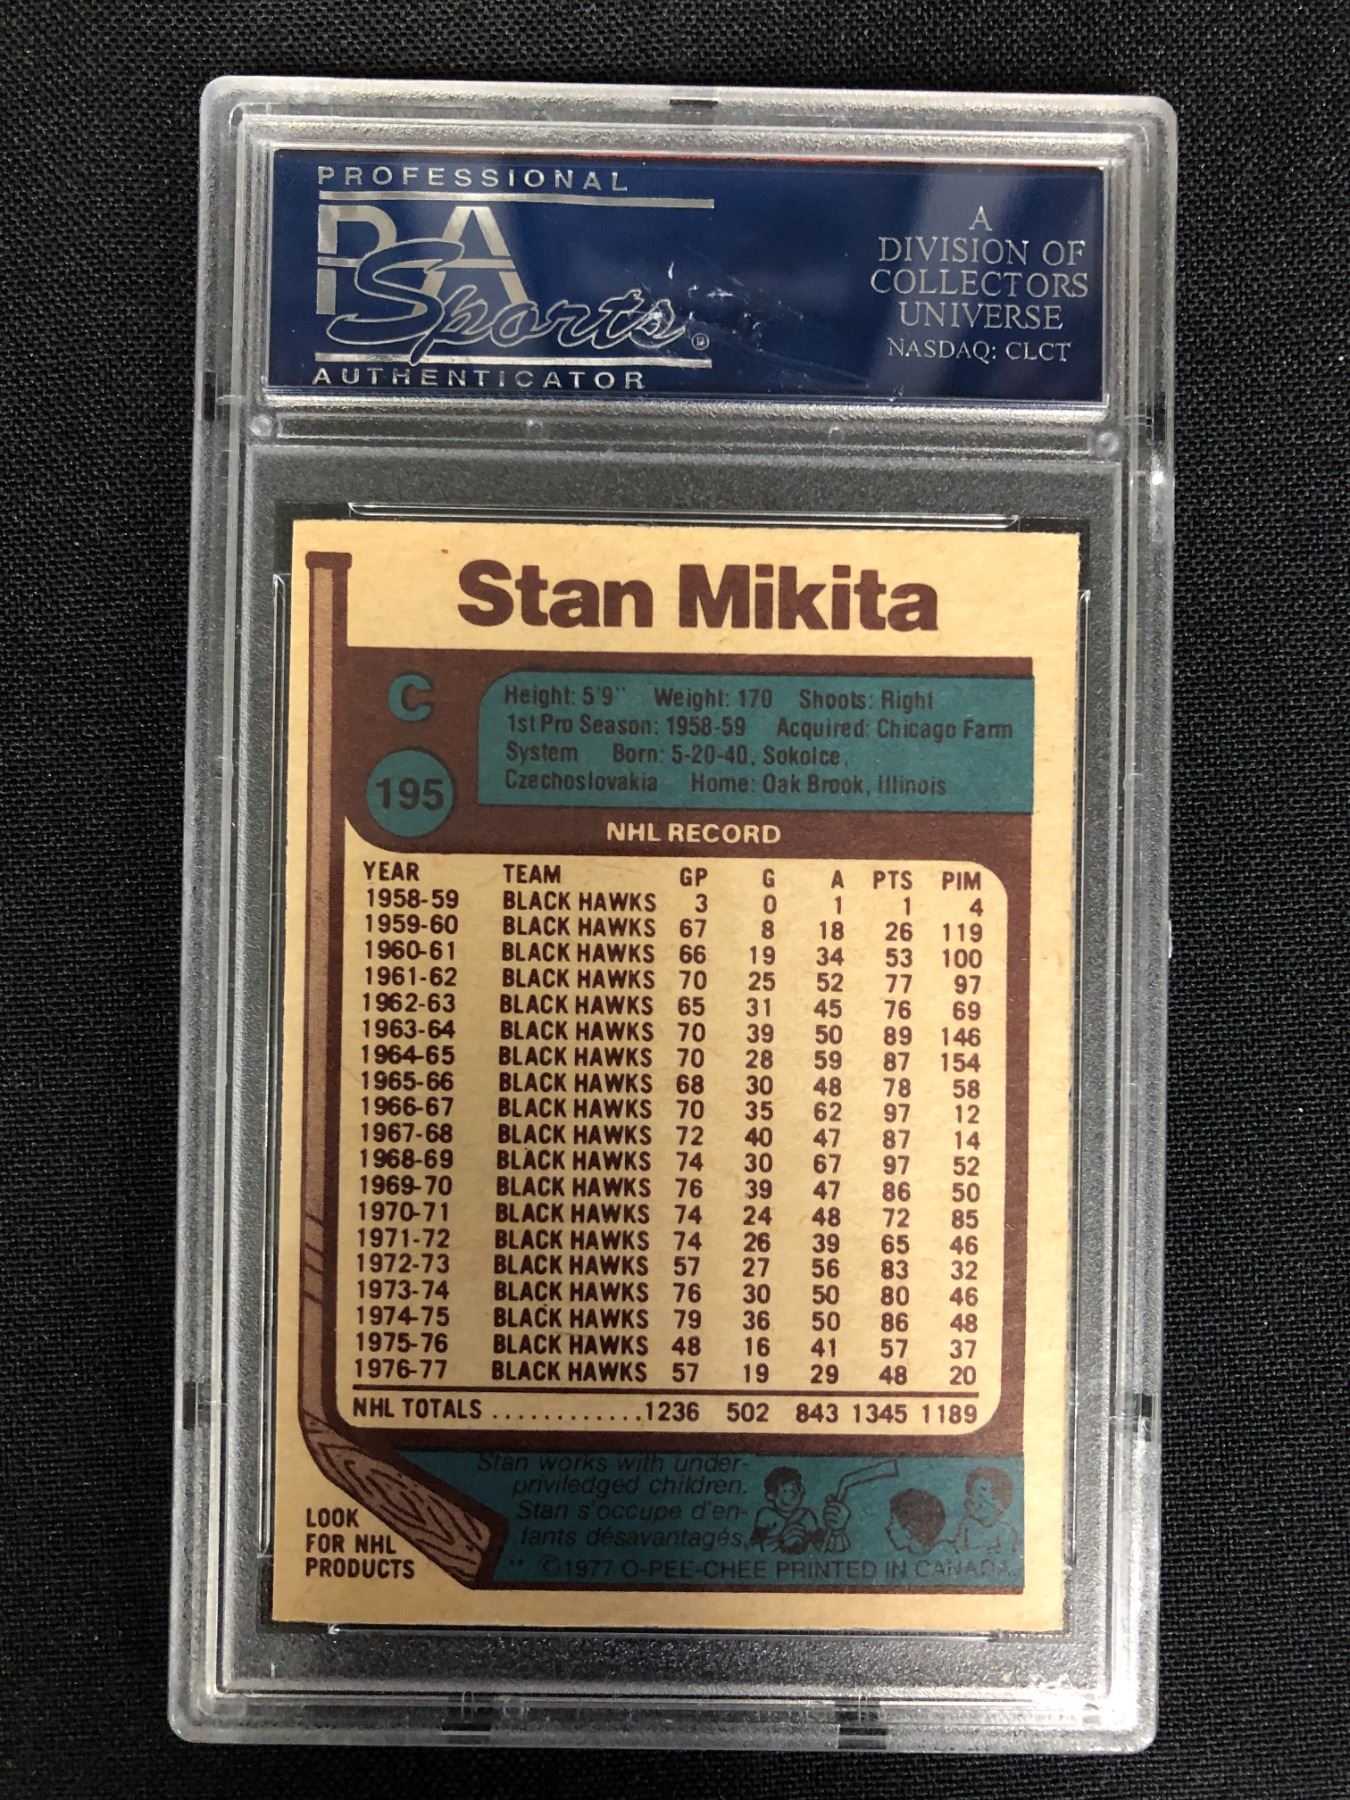 PROFESSIONAL
PSA
Sports®
AUTHENTICATOR
A
DIVISION OF
COLLECTORS
UNIVERSE
NASDAQ: CLCT
Stan Mikita
C
195
Height: 5'9" Weight: 170 Shoots: Right
1st Pro Season: 1958-59 Acquired: Chicago Farm
System Born: 5-20-40, Sokolce,
Czechoslovakia Home: Oak Brook, Illinois
NHL RECORD
YEAR TEAM GP G A PTS PIM
1958-59 BLACK HAWKS 3 0 1 1 4
1959-60 BLACK HAWKS 67 8 18 26 119
1960-61 BLACK HAWKS 66 19 34 53 100
1961-62 BLACK HAWKS 70 25 52 77 97
1962-63 BLACK HAWKS 65 31 45 76 69
1963-64 BLACK HAWKS 70 39 50 89 146
1964-65 BLACK HAWKS 70 28 59 87 154
1965-66 BLACK HAWKS 68 30 48 78 58
1966-67 BLACK HAWKS 70 35 62 97 12
1967-68 BLACK HAWKS 72 40 47 87 14
1968-69 BLACK HAWKS 74 30 67 97 52
1969-70 BLACK HAWKS 76 39 47 86 50
1970-71 BLACK HAWKS 74 24 48 72 85
1971-72 BLACK HAWKS 74 26 39 65 46
1972-73 BLACK HAWKS 57 27 56 83 32
1973-74 BLACK HAWKS 76 30 50 80 46
1974-75 BLACK HAWKS 79 36 50 86 48
1975-76 BLACK HAWKS 48 16 41 57 37
1976-77 BLACK HAWKS 57 19 29 48 20
NHL TOTALS ............1236 502 843 1345 1189
Stan works with under-
priviledged children.
Stan s'occupe d'en-
fants désavantagés.
LOOK
FOR NHL
PRODUCTS
** ©1977 O-PEE-CHEE PRINTED IN CANADA